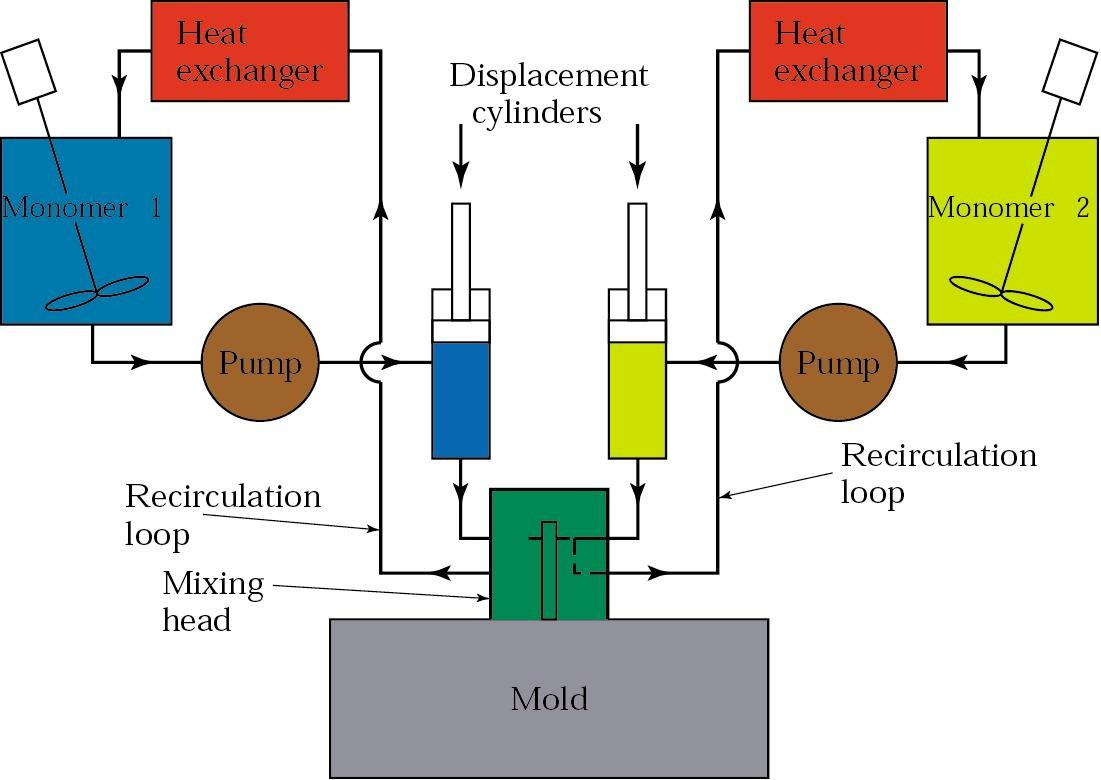 Heat
exchanger
Heat
exchanger
Displacement
cylinders
Monomer 1
Monomer 2
Pump
Pump
Recirculation
loop
Recirculation
loop
Mixing
head
Mold